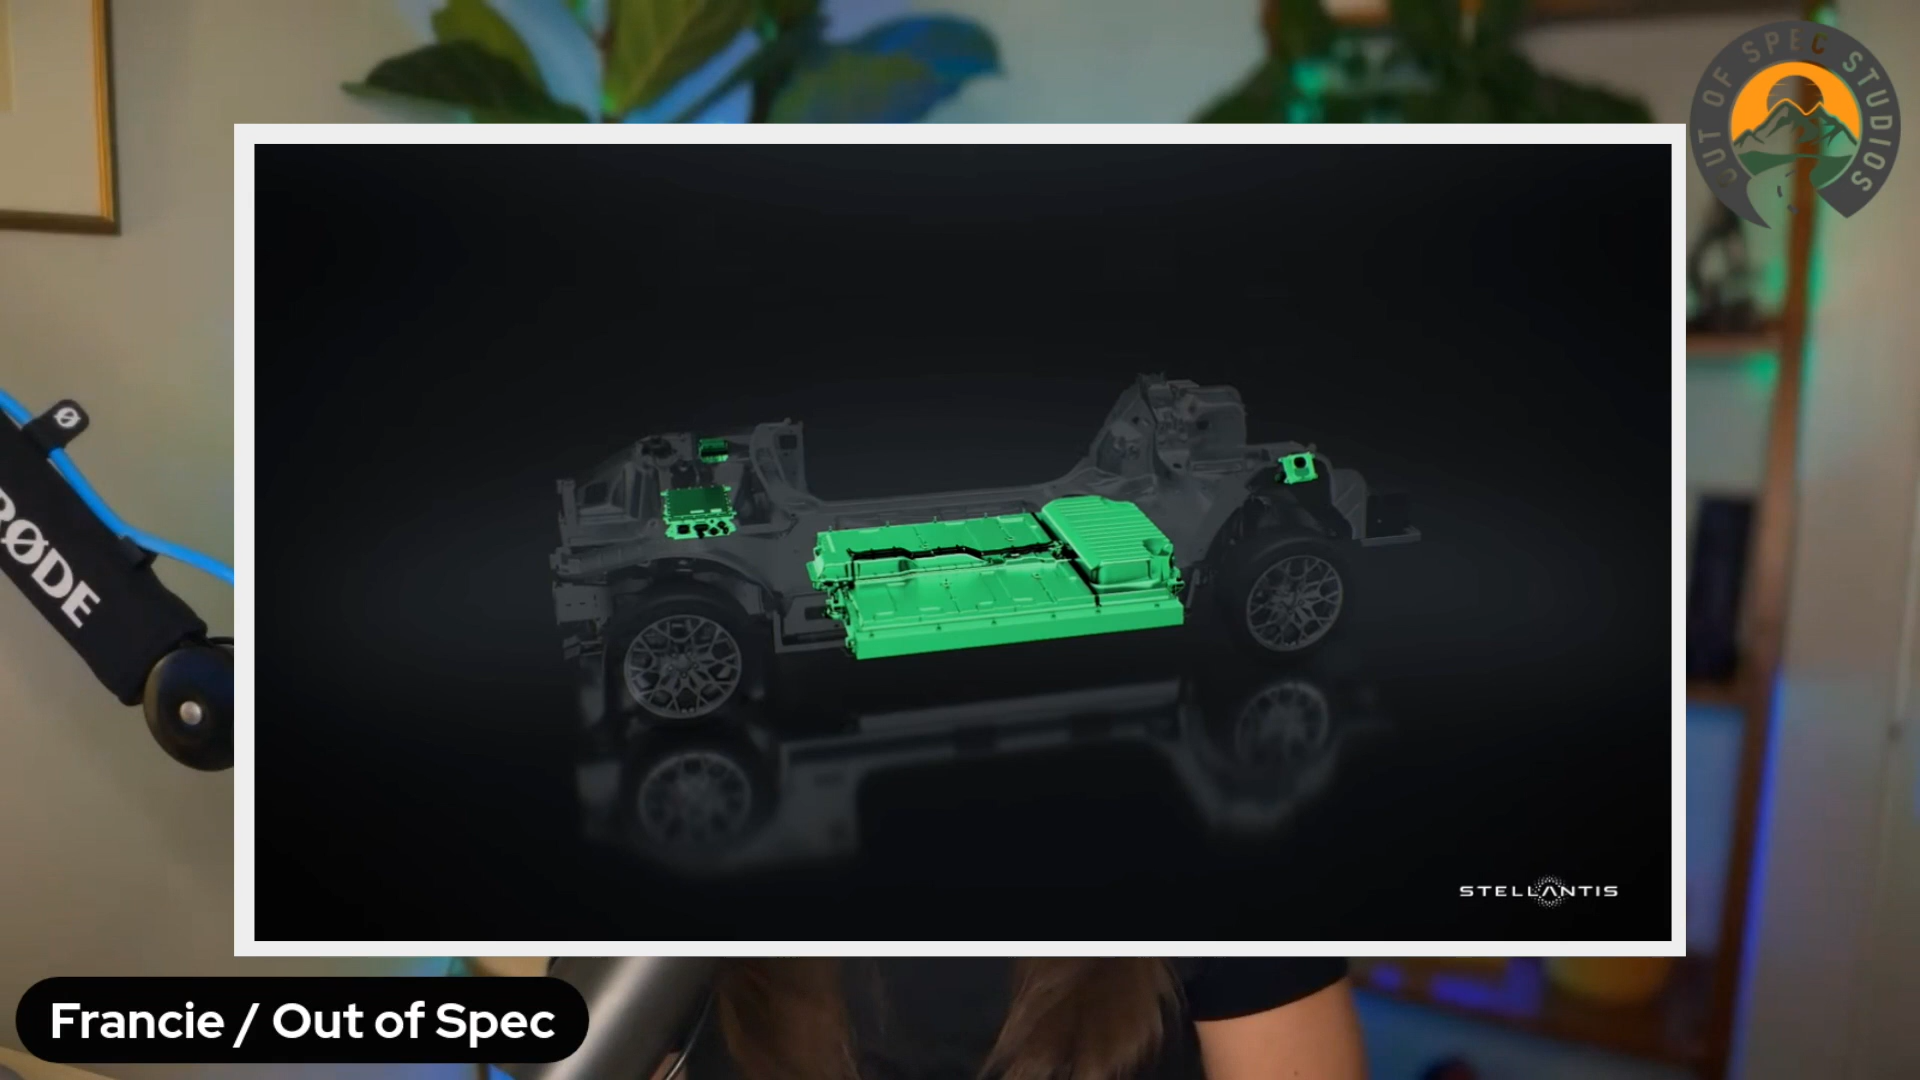 OUT OF SPEC STUDIOS
RØDE
STELLANTIS
Francie / Out of Spec